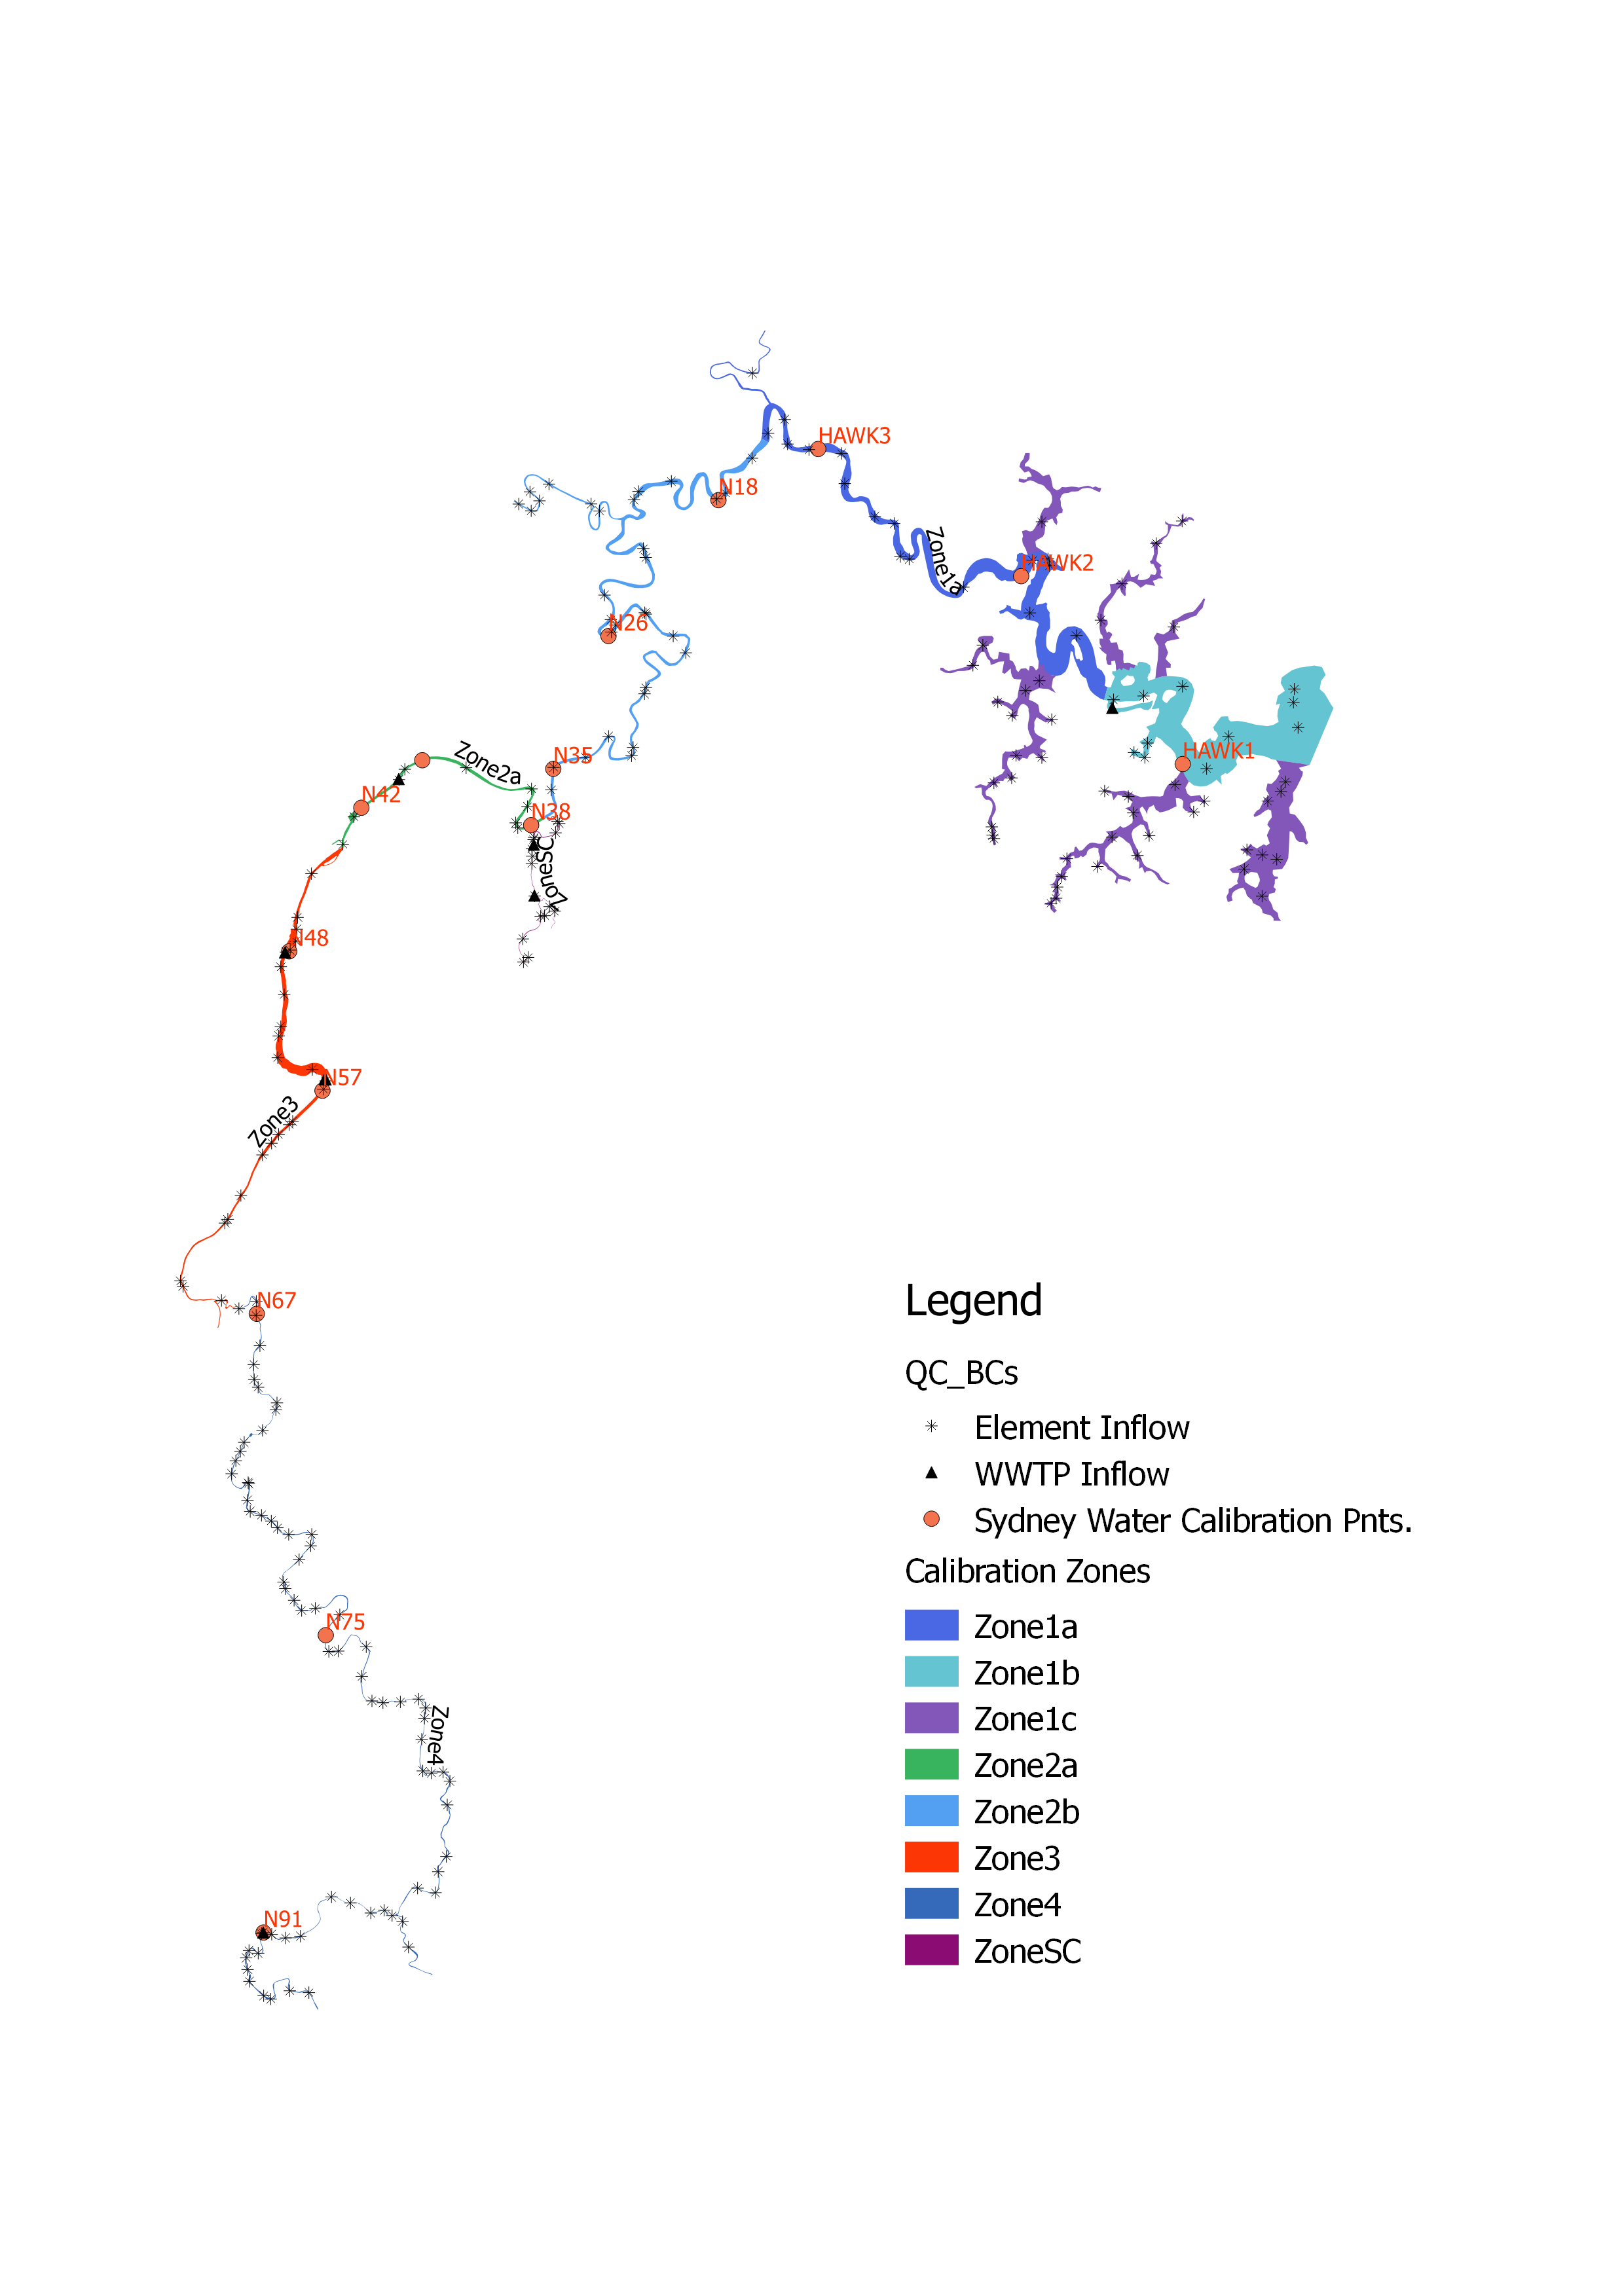 HAWK3
N18
Zone1a
HAWK2
N26
HAWK1
Zone2a
N35
N42
N38
ZoneSC
N48
N57
Zone3
N67
N75
Zone4
N91
Legend
QC_BCs
Element Inflow
WWTP Inflow
Sydney Water Calibration Pnts.
Calibration Zones
Zone1a
Zone1b
Zone1c
Zone2a
Zone2b
Zone3
Zone4
ZoneSC